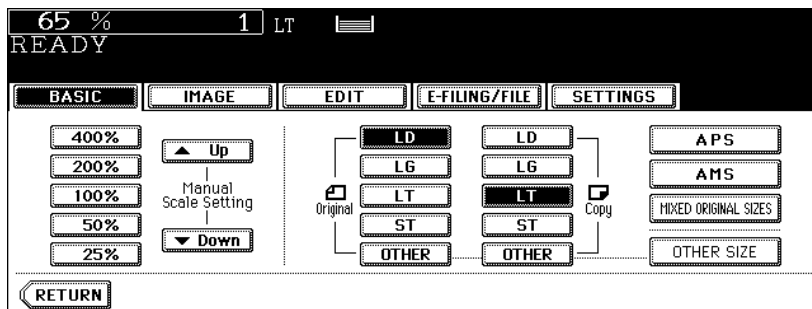 65 % 1 LT
READY
BASIC IMAGE EDIT E-FILING/FILE SETTINGS
400% ▲ Up LD LD APS
200% LG LG AMS
100% Manual Scale Setting Original LT LT Copy MIXED ORIGINAL SIZES
50% ST ST
25% ▼ Down OTHER OTHER OTHER SIZE
RETURN